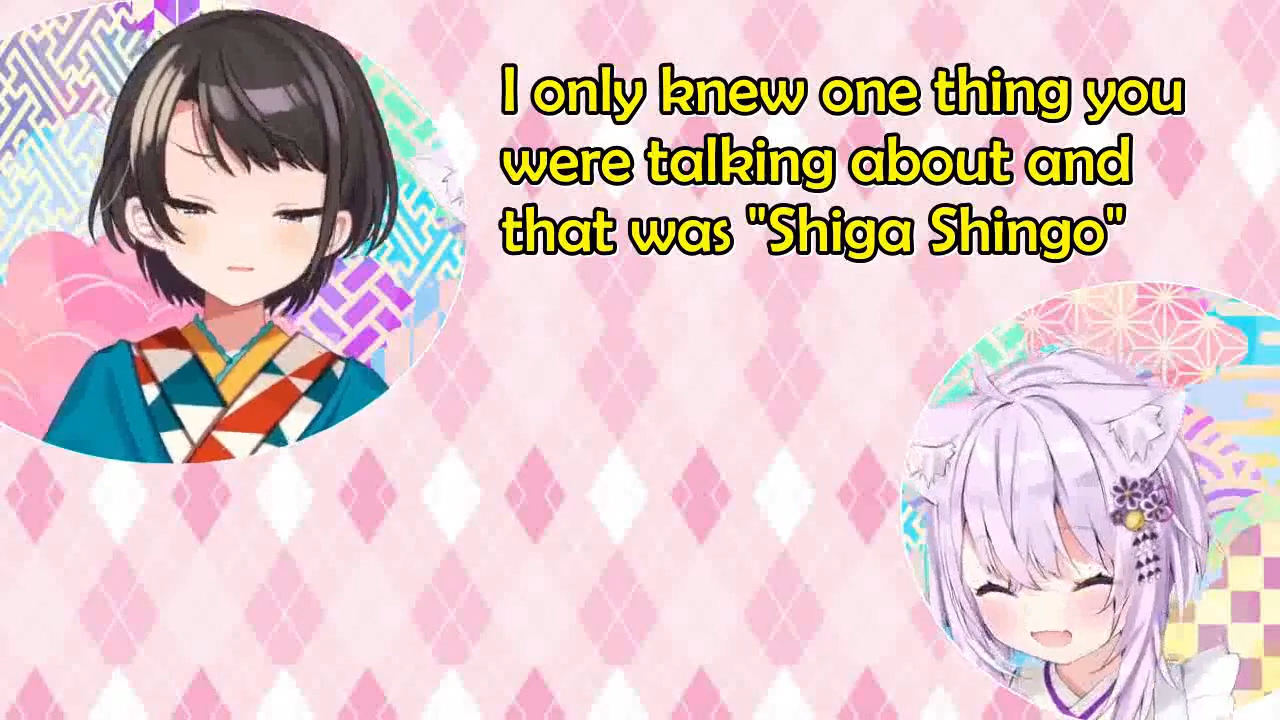 I only knew one thing you
were talking about and
that was "Shiga Shingo"